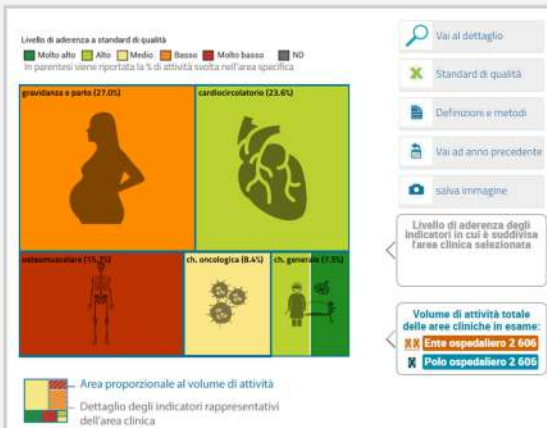 Livello di aderenza a standard di qualità
Molto alto Alto Medio Basso Molto basso ND
In parentesi viene riportata la % di attività svolta nell'area specifica
gravidanza e parto (27.0%)
cardiocircolatorio (23.6%)
osteomuscolare
ch. oncologica (8.4%)
ch. generale (7.5%)
Area proporzionale al volume di attività
Dettaglio degli indicatori rappresentativi
dell'area clinica
Vai al dettaglio
Standard di qualità
Definizioni e metodi
Vai ad anno precedente
salva immagine
Livello di aderenza degli
indicatori in cui è suddivisa
l'area clinica selezionata
Volume di attività totale
delle aree cliniche in esame:
Ente ospedaliero 2 606
Polo ospedaliero 2 606